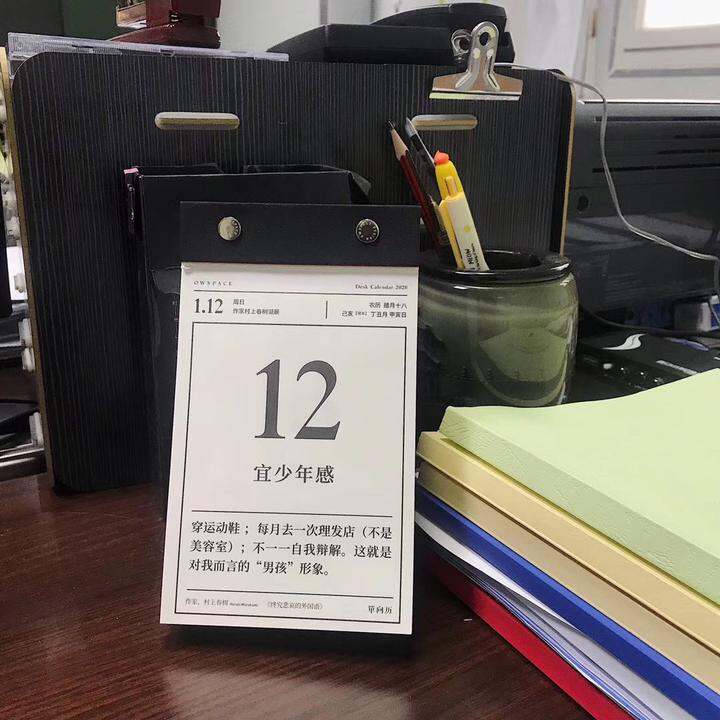 OWSPACE
Desk Calendar 2020
1.12
周日
作家村上春树诞辰
农历 腊月十八
己亥【猪年】丁丑月 甲寅日
12
宜少年感
穿运动鞋；每月去一次理发店（不是
美容室）；不一一自我辩解。这就是
对我而言的“男孩”形象。
作家，村上春树 Haruki Murakami 《终究悲哀的外国语》
单向历